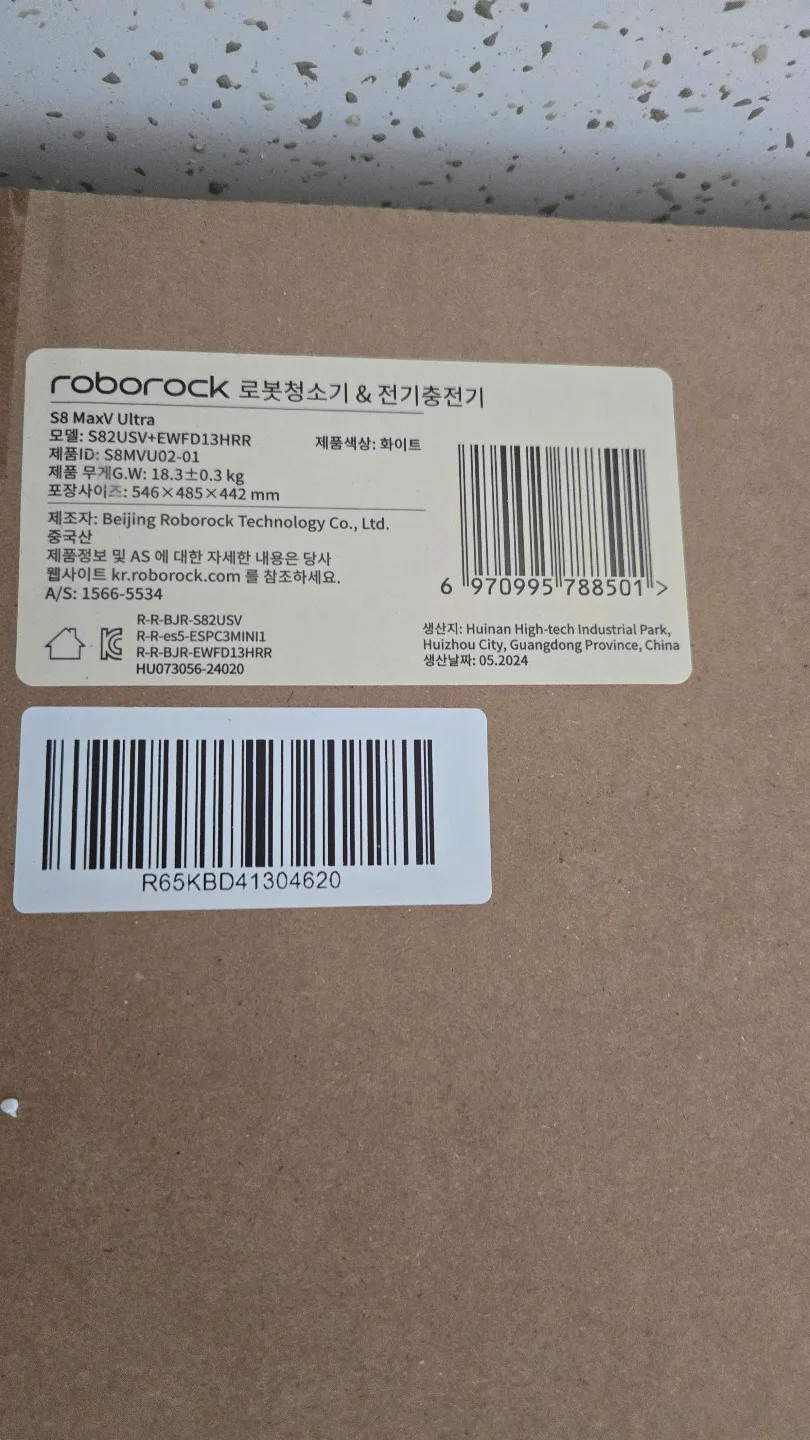 roborock 로봇청소기 & 전기충전기
S8 MaxV Ultra
모델: S82USV+EWFD13HRR
제품색상: 화이트
제품ID: S8MVU02-01
제품 무게G.W: 18.3±0.3 kg
포장사이즈: 546×485×442 mm
제조자: Beijing Roborock Technology Co., Ltd.
중국산
제품정보 및 AS 에 대한 자세한 내용은 당사
웹사이트 kr.roborock.com 를 참조하세요.
A/S: 1566-5534
R-R-BJR-S82USV
R-R-es5-ESPC3MINI1
R-R-BJR-EWFD13HRR
HU073056-24020
6 970995 788501 >
생산지: Huinan High-tech Industrial Park,
Huizhou City, Guangdong Province, China
생산날짜: 05.2024
R65KBD41304620